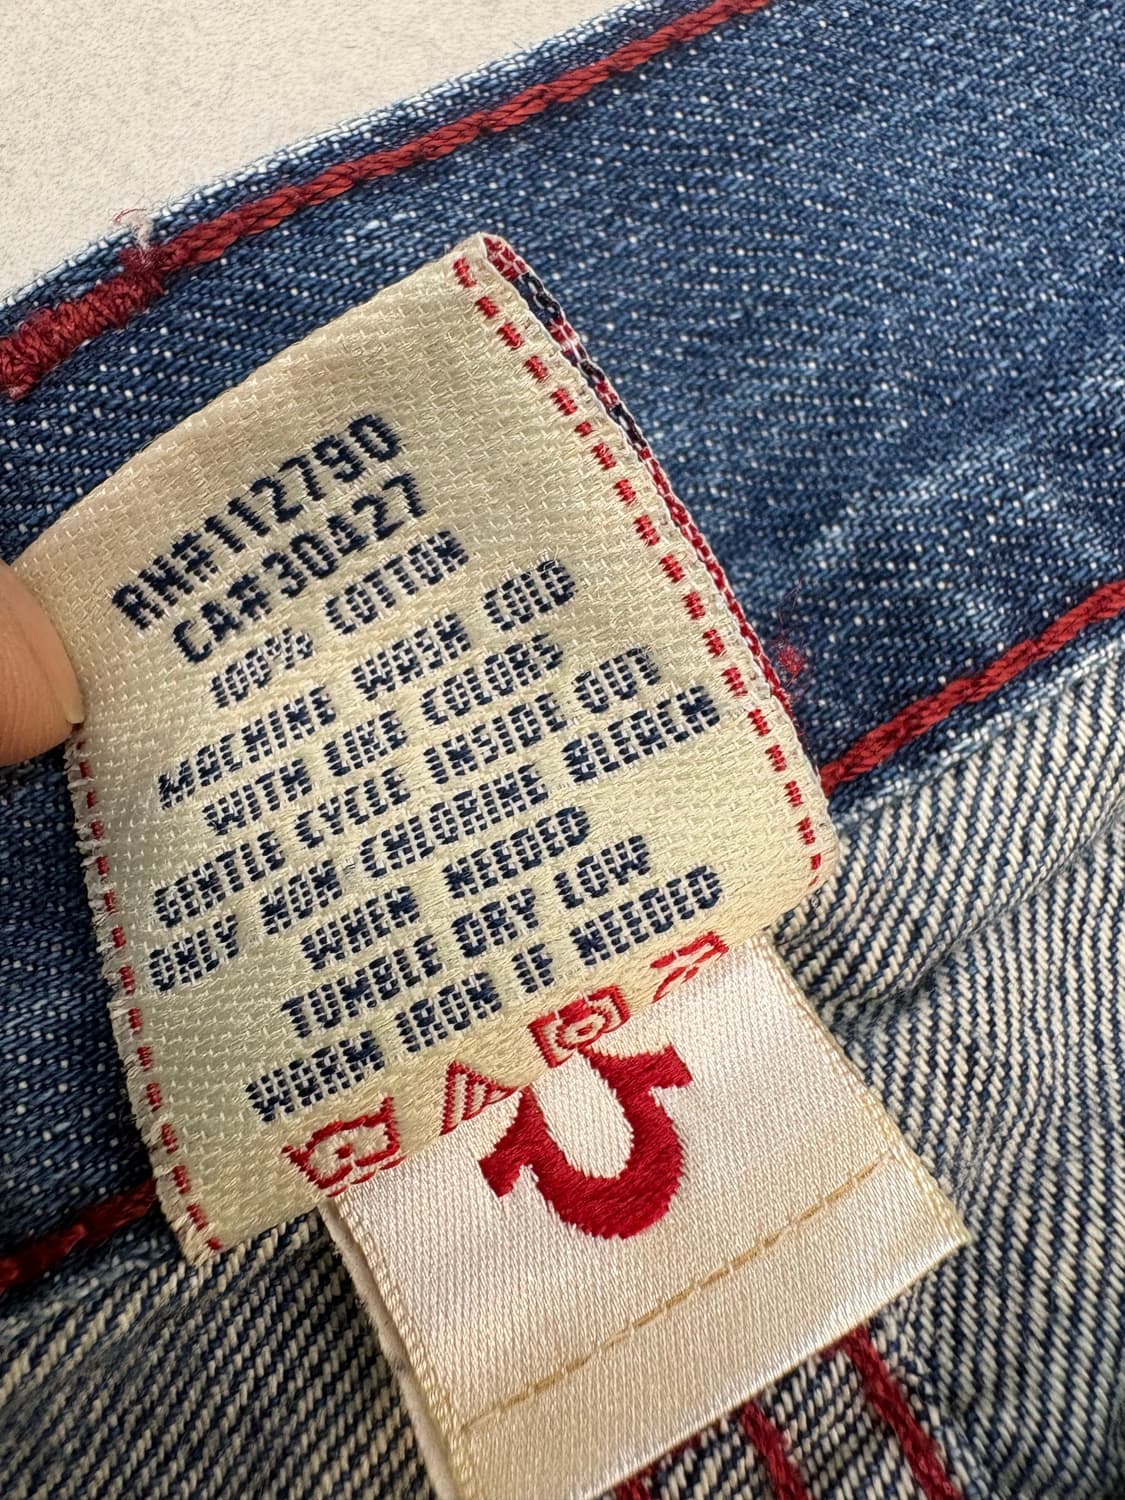 RN#112790
CA#30427
100% COTTON
MACHINE WASH COLD
WITH LIKE COLORS
GENTLE CYCLE INSIDE OUT
ONLY NON CHLORINE BLEACH
WHEN NEEDED
TUMBLE DRY LOW
WARM IRON IF NEEDED